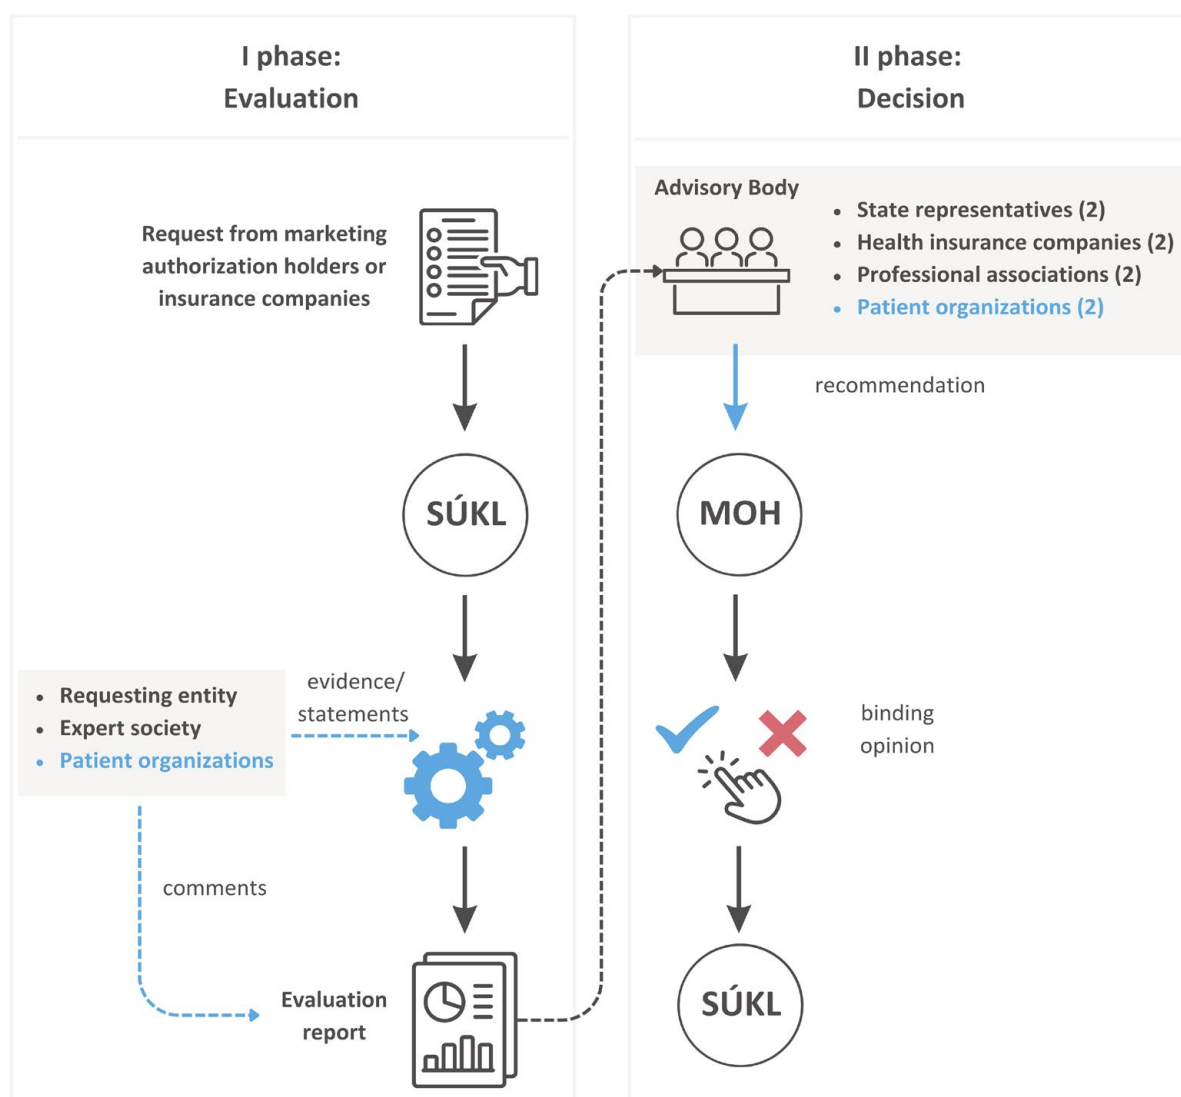 I phase:
Evaluation
Request from marketing
authorization holders or
insurance companies
SÚKL
• Requesting entity
• Expert society
• Patient organizations
evidence/
statements
comments
Evaluation
report
II phase:
Decision
Advisory Body
• State representatives (2)
• Health insurance companies (2)
• Professional associations (2)
• Patient organizations (2)
recommendation
MOH
binding
opinion
SÚKL